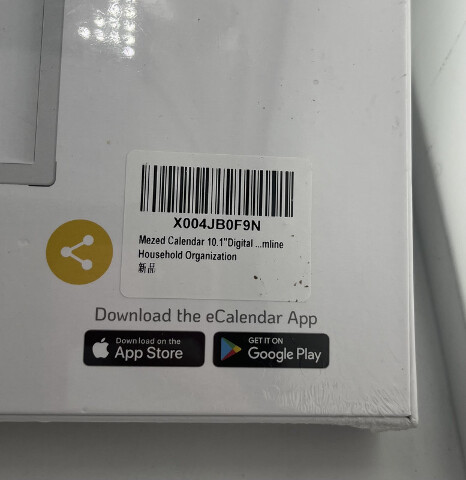 X004JB0F9N
Mezed Calendar 10.1"Digital ...mline
Household Organization
新品
Download the eCalendar App
Download on the
App Store
GET IT ON
Google Play